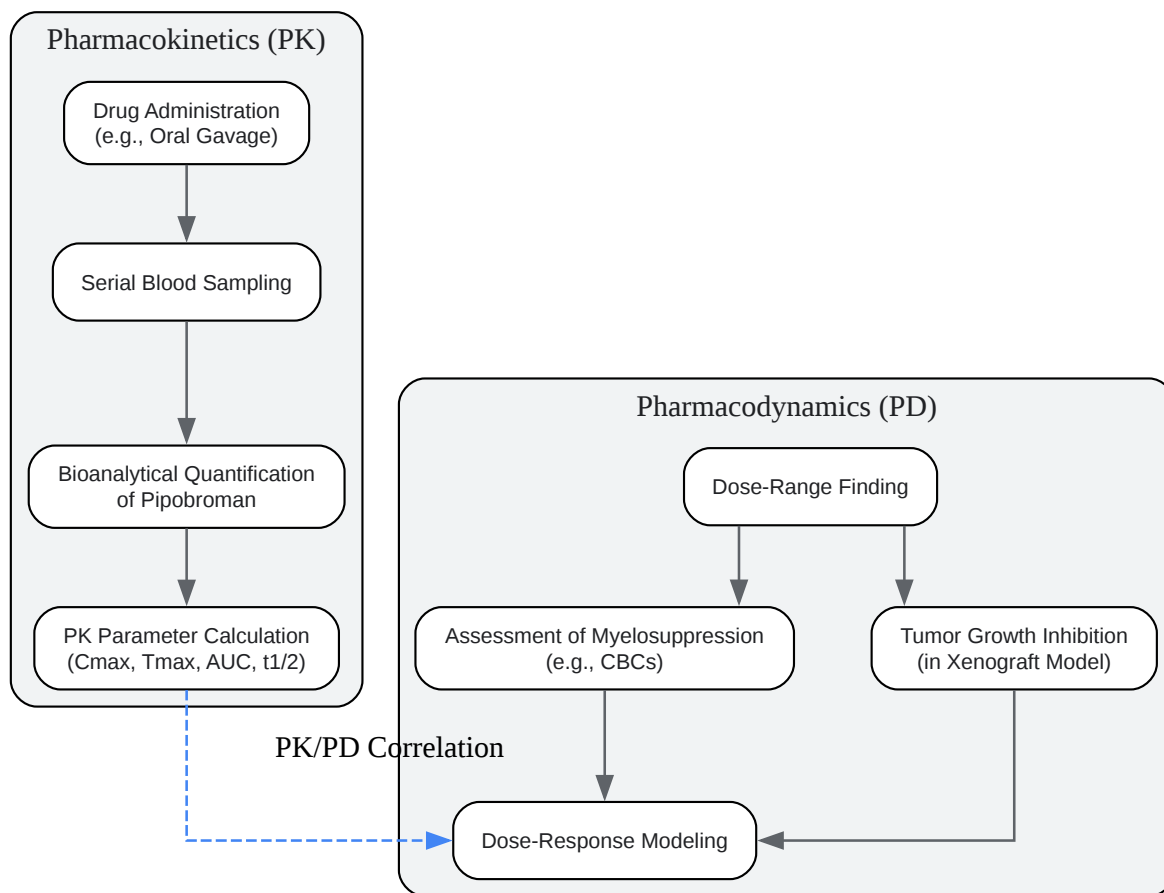 Pharmacokinetics (PK)
Drug Administration
(e.g., Oral Gavage)
Serial Blood Sampling
Bioanalytical Quantification
of Pipobroman
PK Parameter Calculation
(Cmax, Tmax, AUC, t1/2)
PK/PD Correlation
Pharmacodynamics (PD)
Dose-Range Finding
Assessment of Myelosuppression
(e.g., CBCs)
Tumor Growth Inhibition
(in Xenograft Model)
Dose-Response Modeling